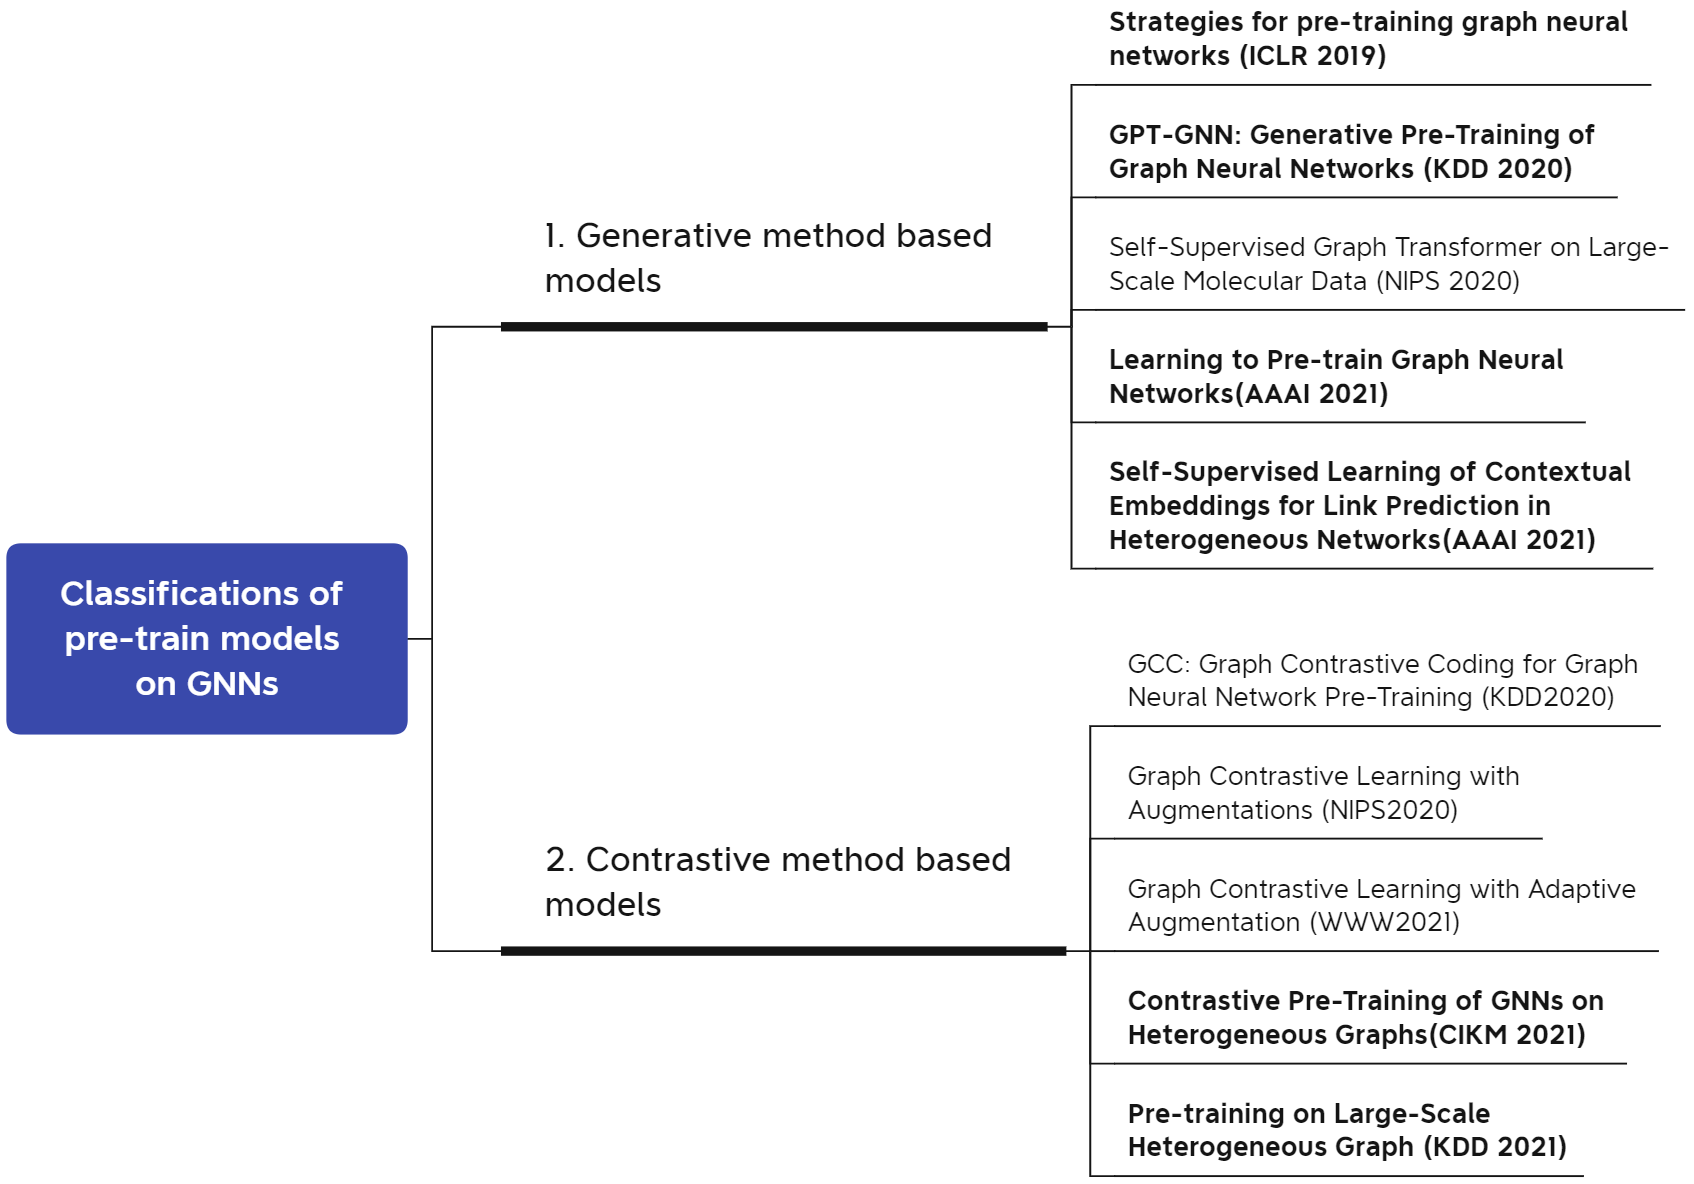 Classifications of
pre-train models
on GNNs
1. Generative method based
models
Strategies for pre-training graph neural
networks (ICLR 2019)
GPT-GNN: Generative Pre-Training of
Graph Neural Networks (KDD 2020)
Self-Supervised Graph Transformer on Large-
Scale Molecular Data (NIPS 2020)
Learning to Pre-train Graph Neural
Networks(AAAI 2021)
Self-Supervised Learning of Contextual
Embeddings for Link Prediction in
Heterogeneous Networks(AAAI 2021)
2. Contrastive method based
models
GCC: Graph Contrastive Coding for Graph
Neural Network Pre-Training (KDD2020)
Graph Contrastive Learning with
Augmentations (NIPS2020)
Graph Contrastive Learning with Adaptive
Augmentation (WWW2021)
Contrastive Pre-Training of GNNs on
Heterogeneous Graphs(CIKM 2021)
Pre-training on Large-Scale
Heterogeneous Graph (KDD 2021)